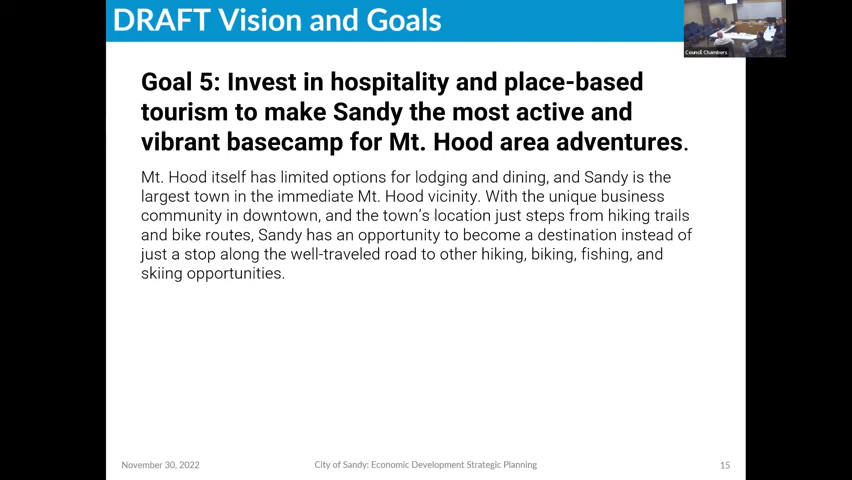 DRAFT Vision and Goals
Council Chambers
Goal 5: Invest in hospitality and place-based
tourism to make Sandy the most active and
vibrant basecamp for Mt. Hood area adventures.
Mt. Hood itself has limited options for lodging and dining, and Sandy is the
largest town in the immediate Mt. Hood vicinity. With the unique business
community in downtown, and the town's location just steps from hiking trails
and bike routes, Sandy has an opportunity to become a destination instead of
just a stop along the well-traveled road to other hiking, biking, fishing, and
skiing opportunities.
November 30, 2022
City of Sandy: Economic Development Strategic Planning
15